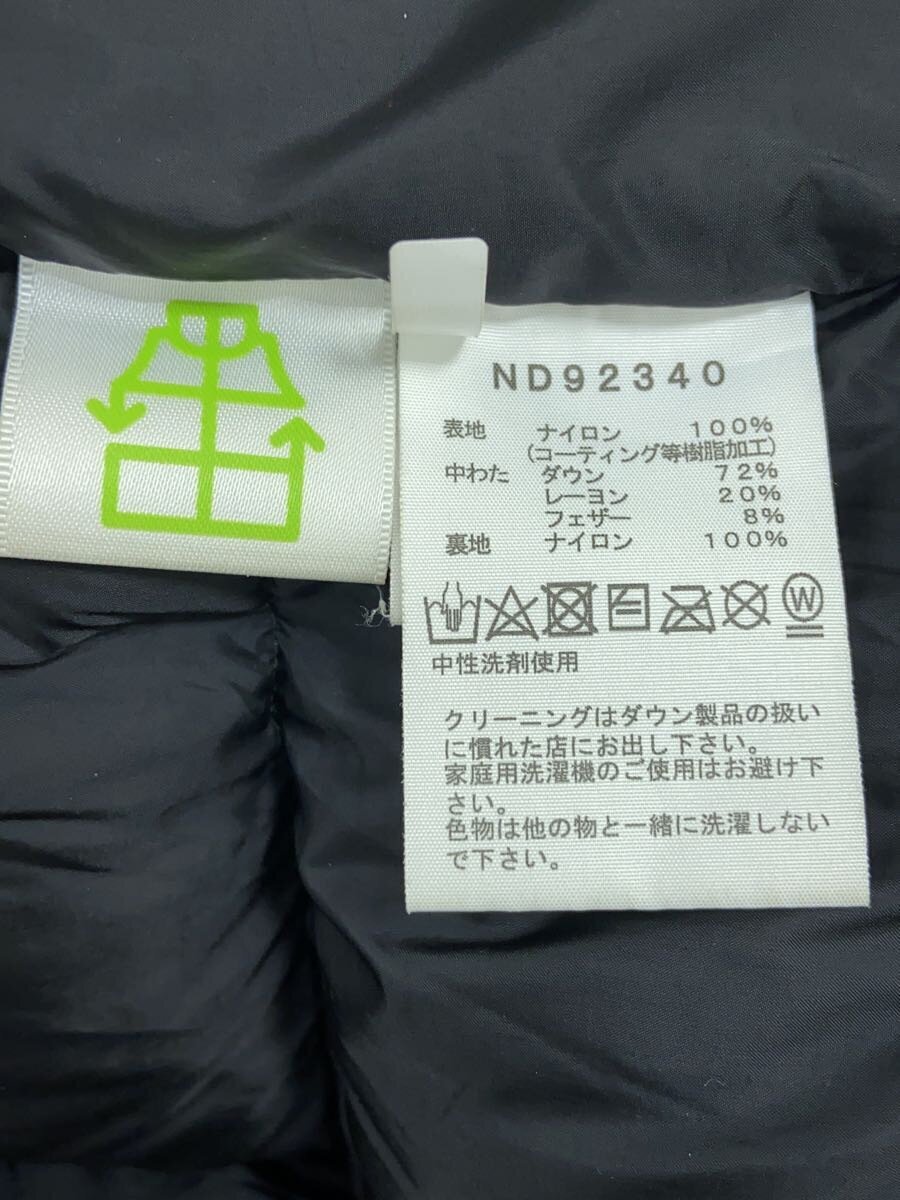 ND92340
表地 ナイロン 100%
(コーティング等樹脂加工)
中わた ダウン 72%
レーヨン 20%
フェザー 8%
裏地 ナイロン 100%
W
中性洗剤使用
クリーニングはダウン製品の扱い
に慣れた店にお出し下さい。
家庭用洗濯機のご使用はお避け下
さい。
色物は他の物と一緒に洗濯しない
で下さい。